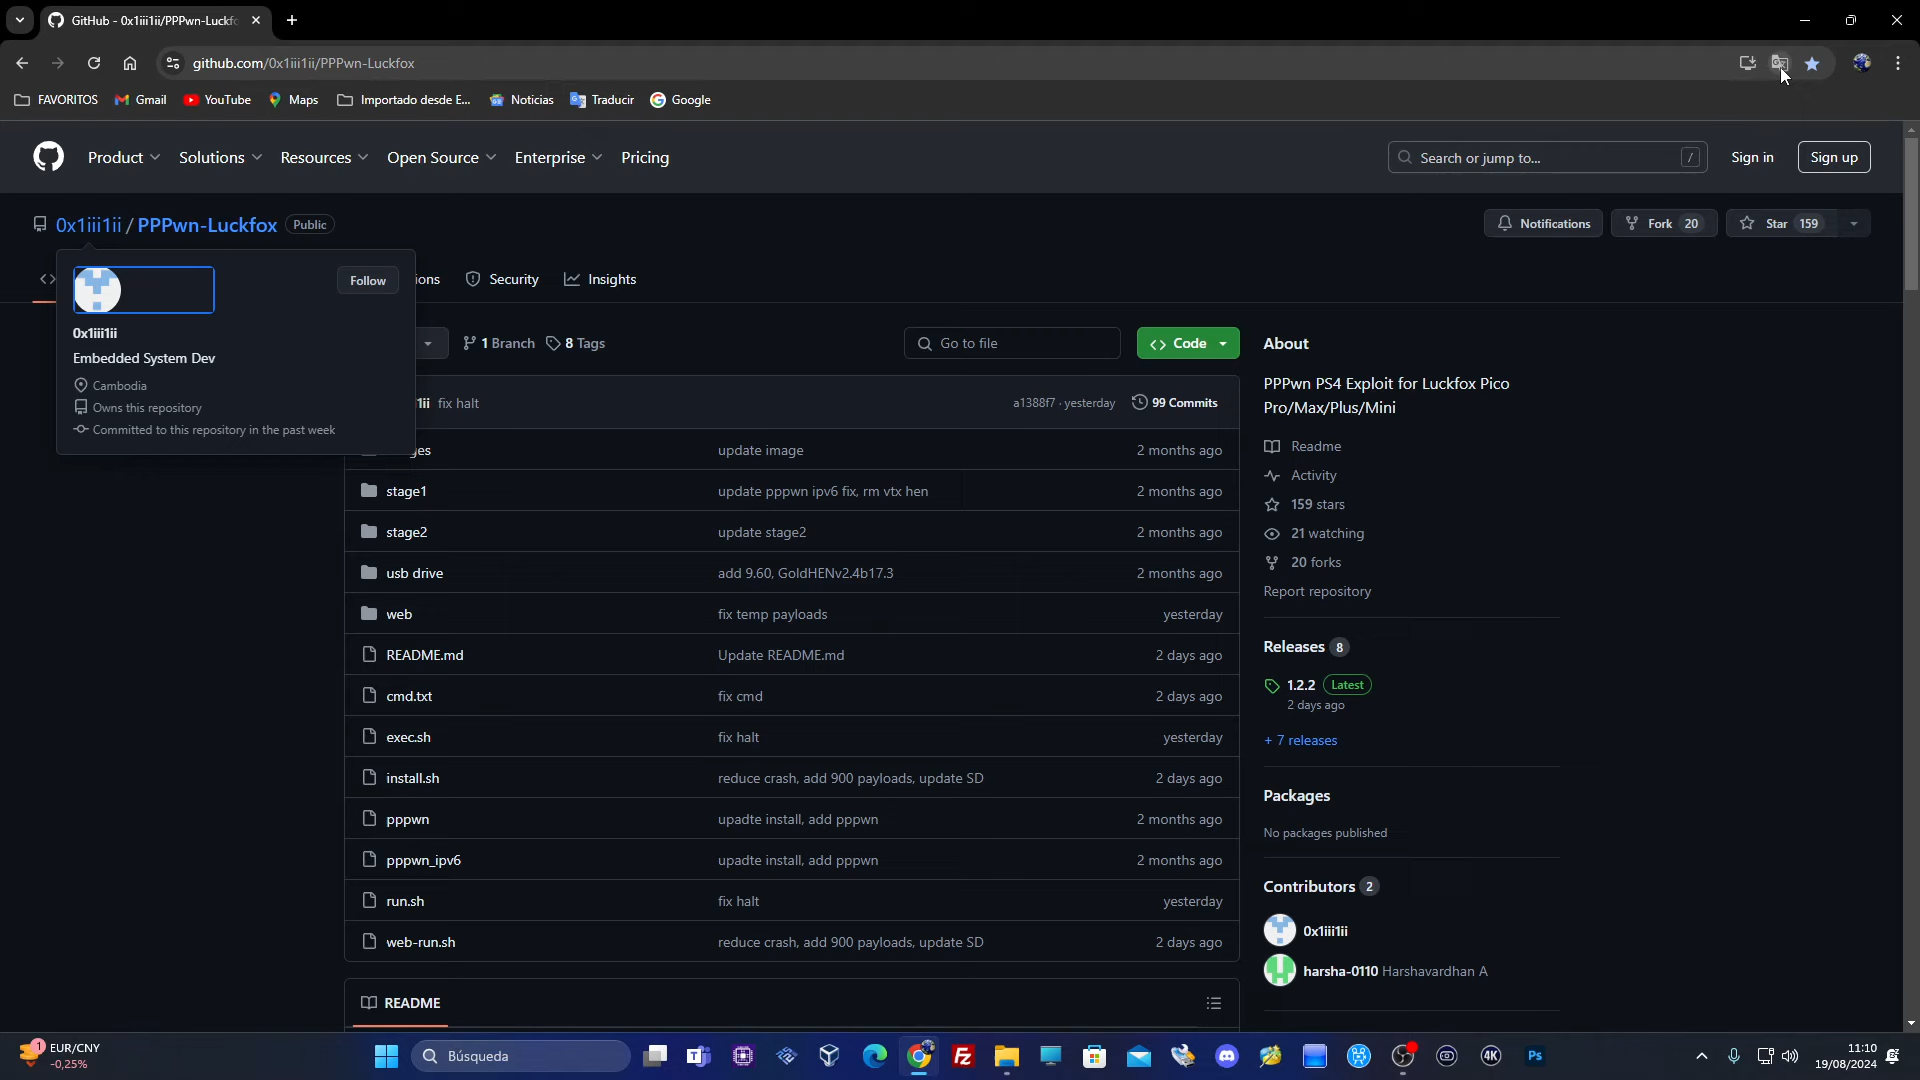 GitHub - 0x1iii1ii/PPPwn-Luckfo
github.com/0x1iii1ii/PPPwn-Luckfox
FAVORITOS Gmail YouTube Maps Importado desde E... Noticias Traducir Google
Product Solutions Resources Open Source Enterprise Pricing
Search or jump to... / Sign in Sign up
0x1iii1ii / PPPwn-Luckfox Public
Notifications Fork 20 Star 159
Follow
0x1iii1ii
Embedded System Dev
Cambodia
Owns this repository
Committed to this repository in the past week
ions Security Insights
1 Branch 8 Tags Go to file Code
1ii fix halt a1388f7 · yesterday 99 Commits
ges update image 2 months ago
stage1 update pppwn ipv6 fix, rm vtx hen 2 months ago
stage2 update stage2 2 months ago
usb drive add 9.60, GoldHENv2.4b17.3 2 months ago
web fix temp payloads yesterday
README.md Update README.md 2 days ago
cmd.txt fix cmd 2 days ago
exec.sh fix halt yesterday
install.sh reduce crash, add 900 payloads, update SD 2 days ago
pppwn upadte install, add pppwn 2 months ago
pppwn_ipv6 upadte install, add pppwn 2 months ago
run.sh fix halt yesterday
web-run.sh reduce crash, add 900 payloads, update SD 2 days ago
README
About
PPPwn PS4 Exploit for Luckfox Pico
Pro/Max/Plus/Mini
Readme
Activity
159 stars
21 watching
20 forks
Report repository
Releases 8
1.2.2 Latest
2 days ago
+ 7 releases
Packages
No packages published
Contributors 2
0x1iii1ii
harsha-0110 Harshavardhan A
1 EUR/CNY
-0,25%
Búsqueda
4K
Ps
11:10
19/08/2024